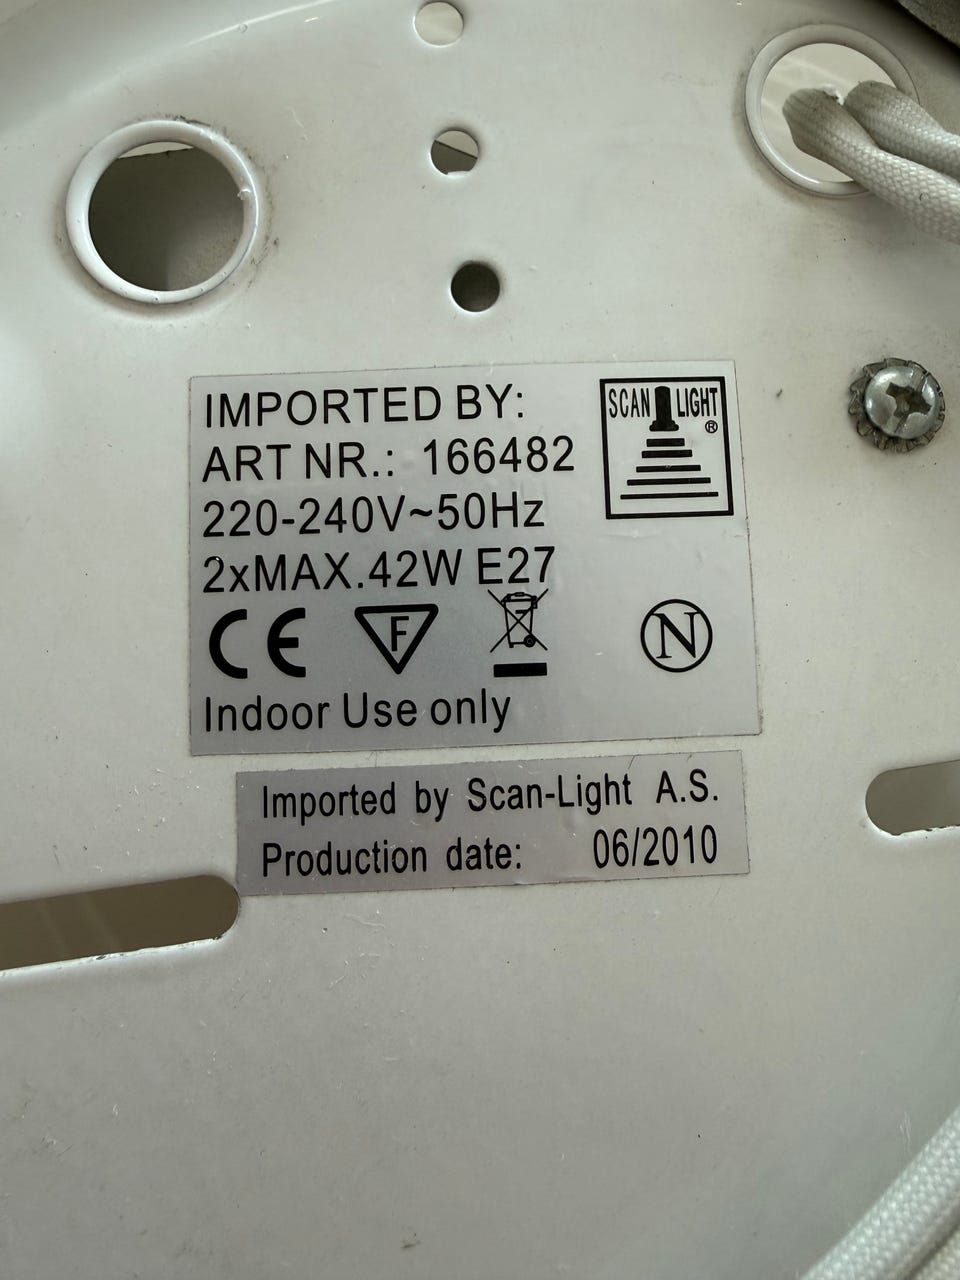 IMPORTED BY:
SCAN LIGHT
®
ART NR.: 166482
220-240V~50Hz
2xMAX.42W E27
CE F N
Indoor Use only
Imported by Scan-Light A.S.
Production date: 06/2010